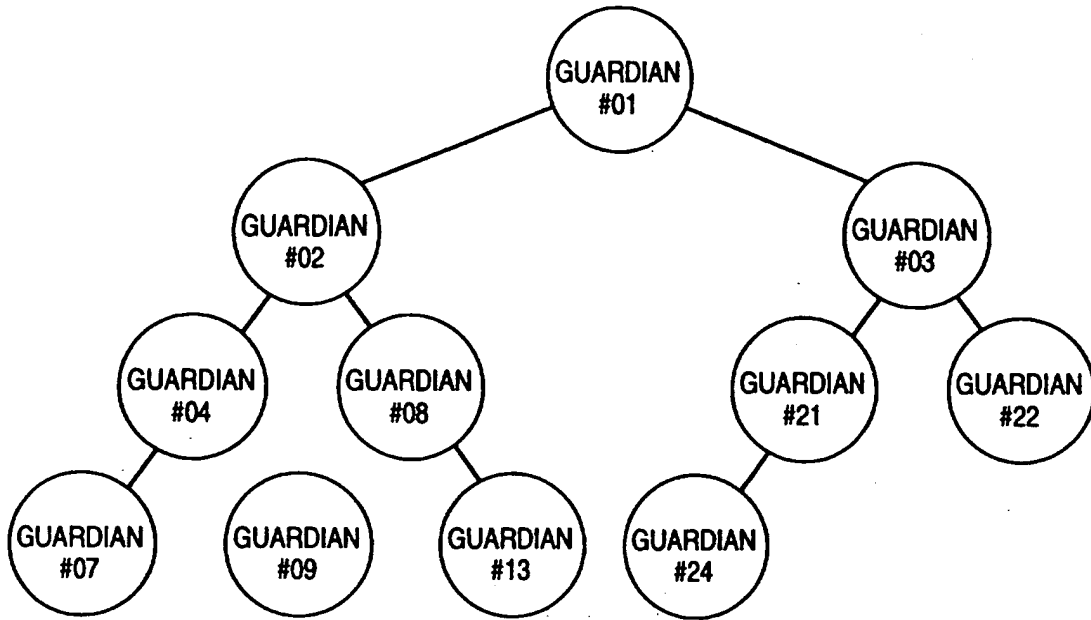 GUARDIAN
#01
GUARDIAN
#02
GUARDIAN
#03
GUARDIAN
#04
GUARDIAN
#08
GUARDIAN
#21
GUARDIAN
#22
GUARDIAN
#07
GUARDIAN
#09
GUARDIAN
#13
GUARDIAN
#24